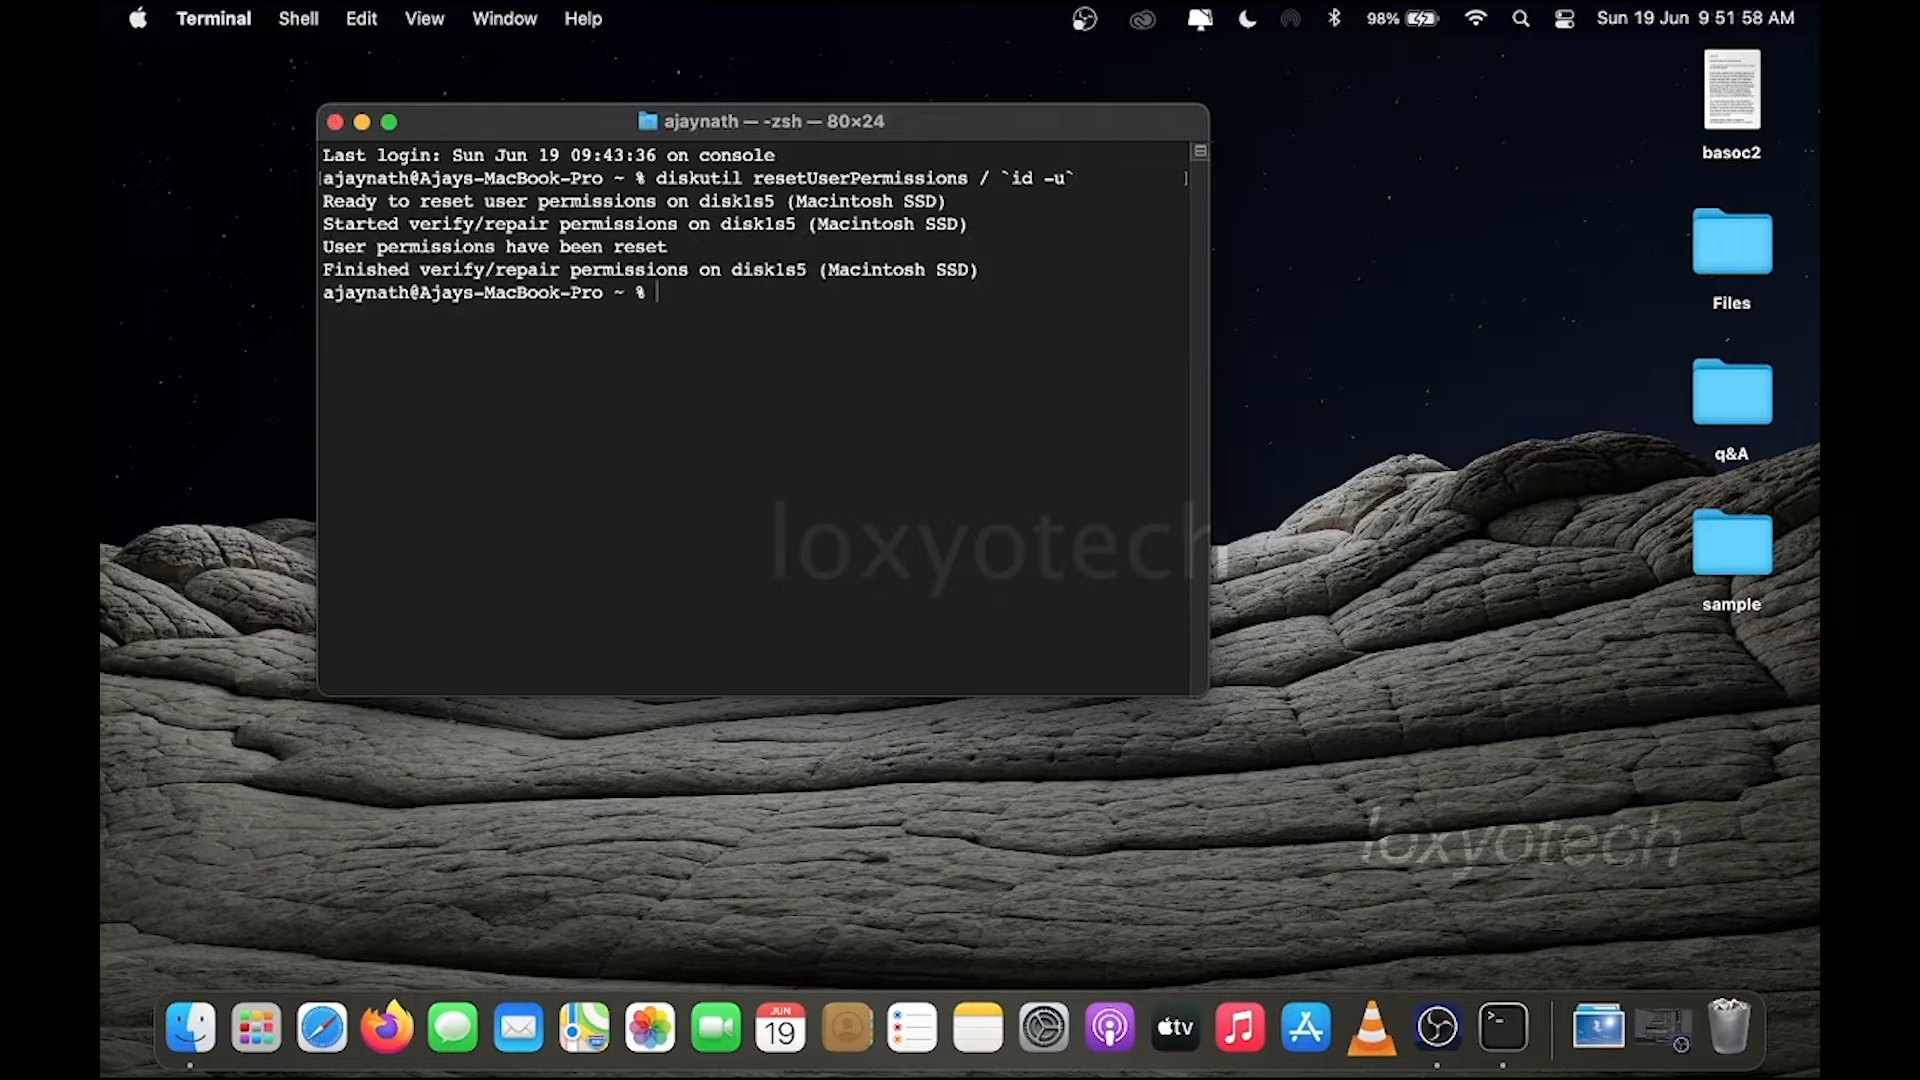 Terminal Shell Edit View Window Help 98% Sun 19 Jun 9 51 58 AM
ajaynath — -zsh — 80×24
Last login: Sun Jun 19 09:43:36 on console
[ajaynath@Ajays-MacBook-Pro ~ % diskutil resetUserPermissions / `id -u` ]
Ready to reset user permissions on disk1s5 (Macintosh SSD)
Started verify/repair permissions on disk1s5 (Macintosh SSD)
User permissions have been reset
Finished verify/repair permissions on disk1s5 (Macintosh SSD)
ajaynath@Ajays-MacBook-Pro ~ %
basoc2
Files
q&A
sample
loxyotech
loxyotech
JUN
19
tv
>_